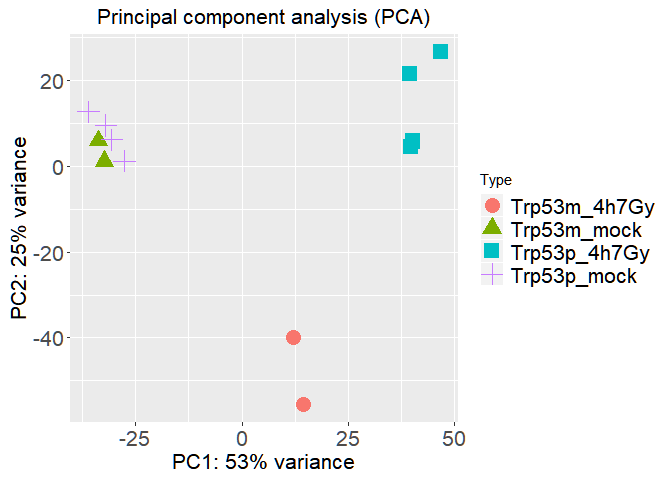 Principal component analysis (PCA)
20
0
-20
-40
-25
0
25
50
PC1: 53% variance
PC2: 25% variance
Type
Trp53m_4h7Gy
Trp53m_mock
Trp53p_4h7Gy
Trp53p_mock